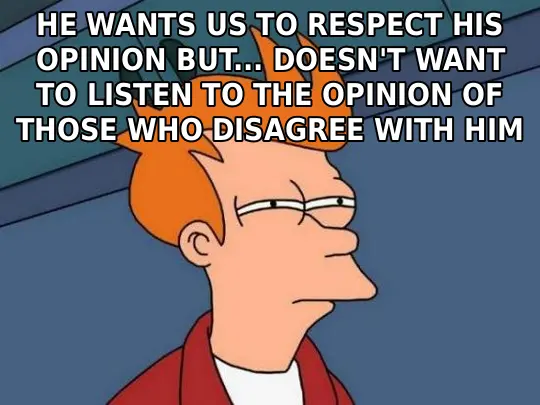 HE WANTS US TO RESPECT HIS
OPINION BUT... DOESN'T WANT
TO LISTEN TO THE OPINION OF
THOSE WHO DISAGREE WITH HIM